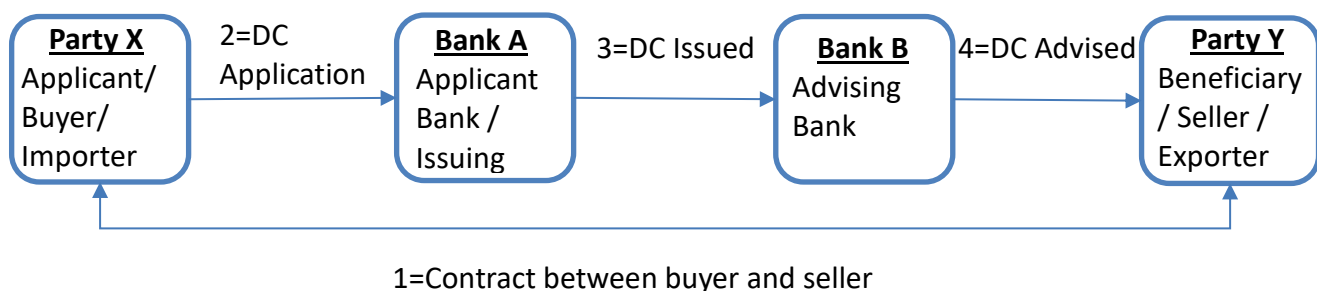 Party X
Applicant/
Buyer/
Importer
2=DC
Application
Bank A
Applicant
Bank /
Issuing
3=DC Issued
Bank B
Advising
Bank
4=DC Advised
Party Y
Beneficiary
/ Seller /
Exporter
1=Contract between buyer and seller